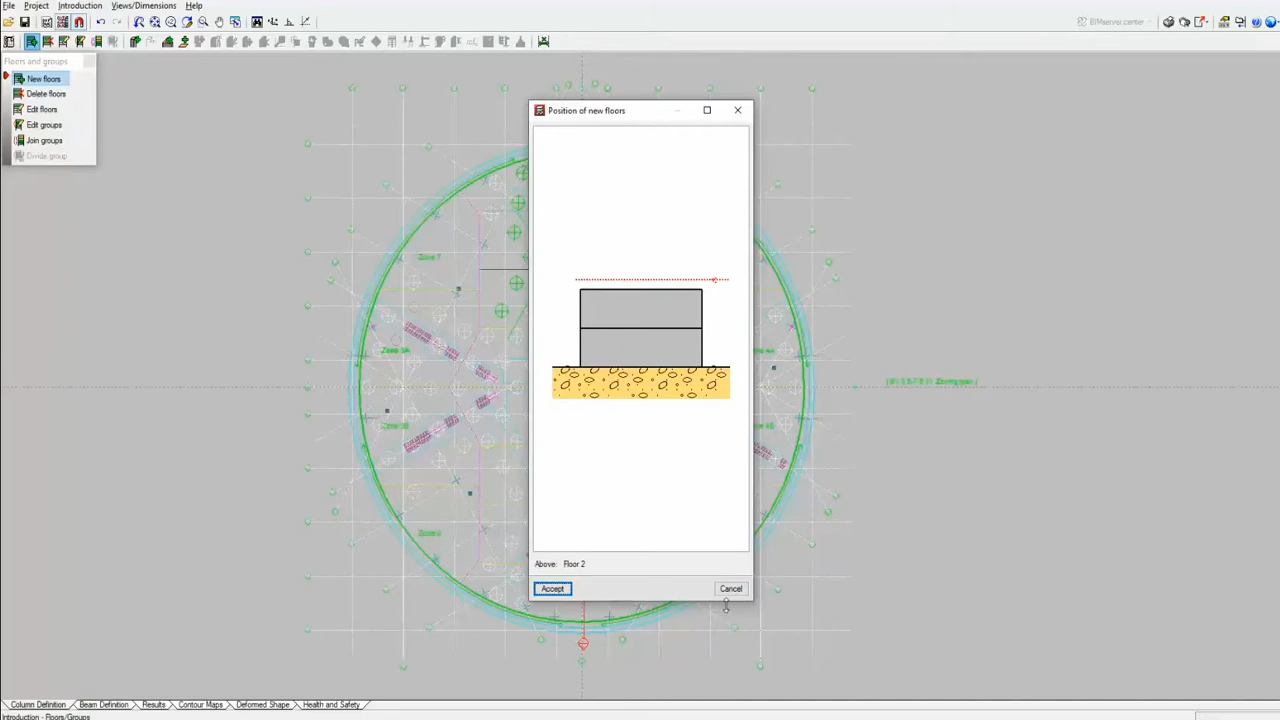 File Project Introduction Views/Dimensions Help
BIMserver.center
Floors and groups
New floors
Delete floors
Edit floors
Edit groups
Join groups
Divide group
Position of new floors
Above: Floor 2
Accept Cancel
Zone 7
Column Definition Beam Definition Results Contour Maps Deformed Shape Health and Safety
Introduction - Floors/Groups